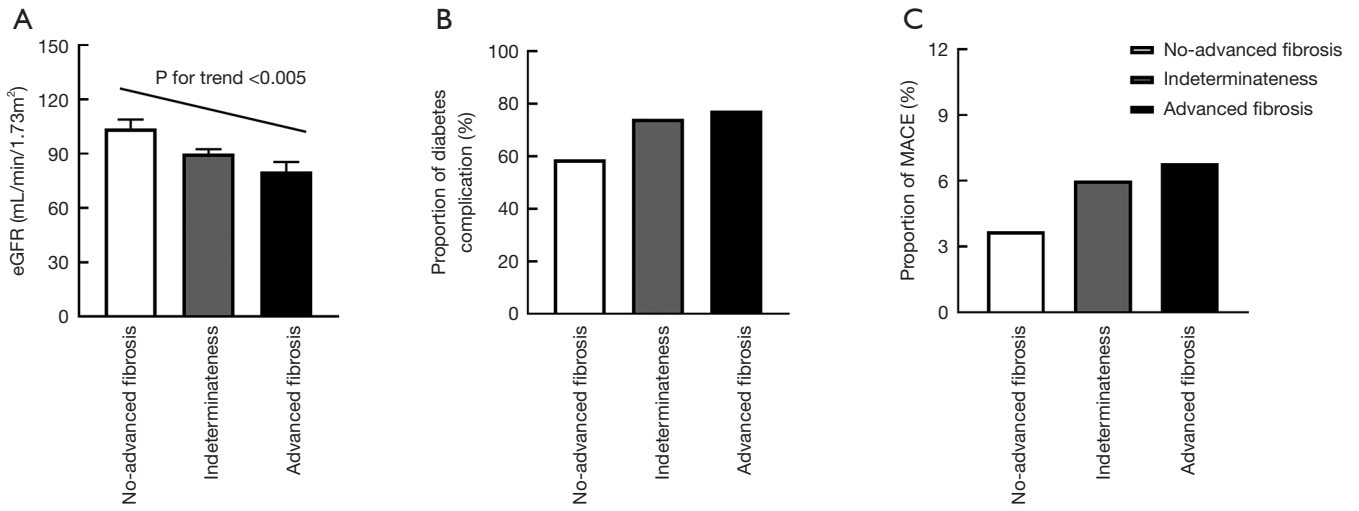 A
eGFR (mL/min/1.73m²)
150
120
90
60
30
0
P for trend <0.005
No-advanced fibrosis
Indeterminateness
Advanced fibrosis
B
Proportion of diabetes
complication (%)
100
80
60
40
20
0
No-advanced fibrosis
Indeterminateness
Advanced fibrosis
C
Proportion of MACE (%)
12
9
6
3
0
No-advanced fibrosis
Indeterminateness
Advanced fibrosis
No-advanced fibrosis
Indeterminateness
Advanced fibrosis